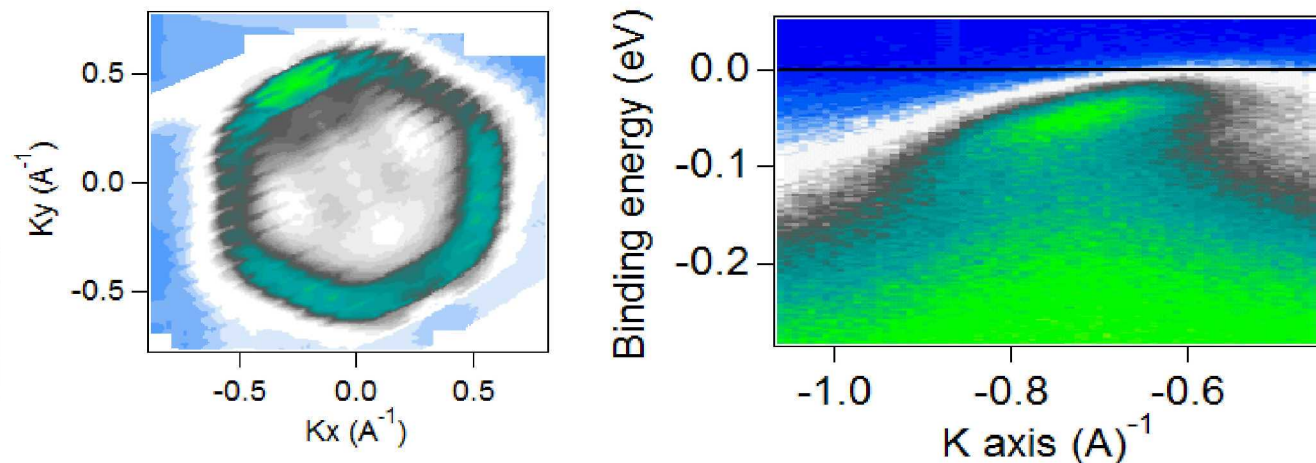 0.5
0.0
-0.5
Ky (A-1)
-0.5 0.0 0.5
Kx (A-1)
0.0
-0.1
-0.2
Binding energy (eV)
-1.0 -0.8 -0.6
K axis (A)-1